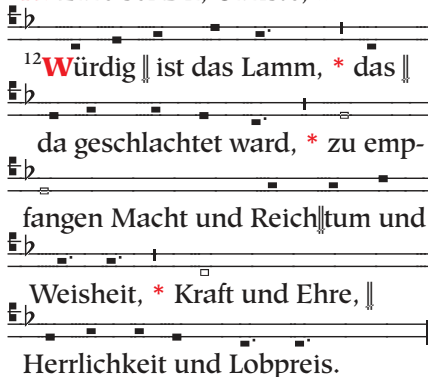 12Würdig ‖ ist das Lamm, * das ‖
da geschlachtet ward, * zu emp-
fangen Macht und Reich‖tum und
Weisheit, * Kraft und Ehre, ‖
Herrlichkeit und Lobpreis.